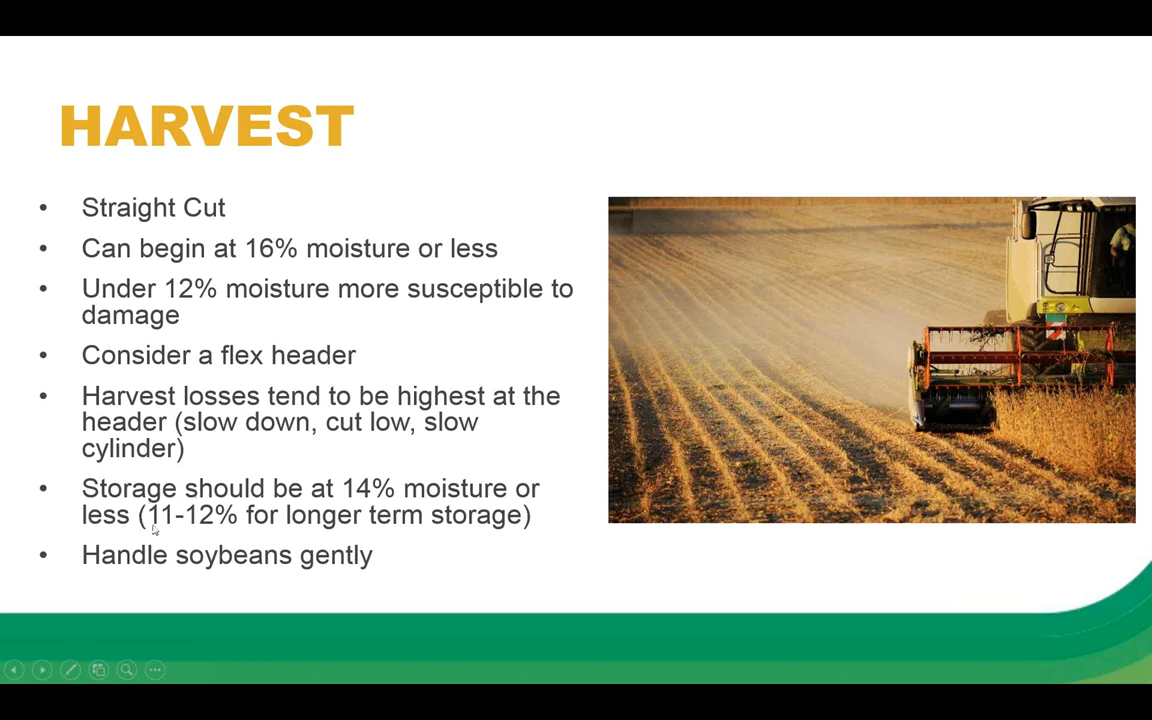 HARVEST
• Straight Cut
• Can begin at 16% moisture or less
• Under 12% moisture more susceptible to
damage
• Consider a flex header
• Harvest losses tend to be highest at the
header (slow down, cut low, slow
cylinder)
• Storage should be at 14% moisture or
less (11-12% for longer term storage)
• Handle soybeans gently